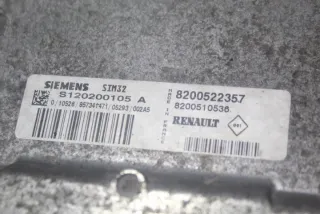 SIEMENS SIM32
S120200105 A
8200522357
8200510536
RENAULT